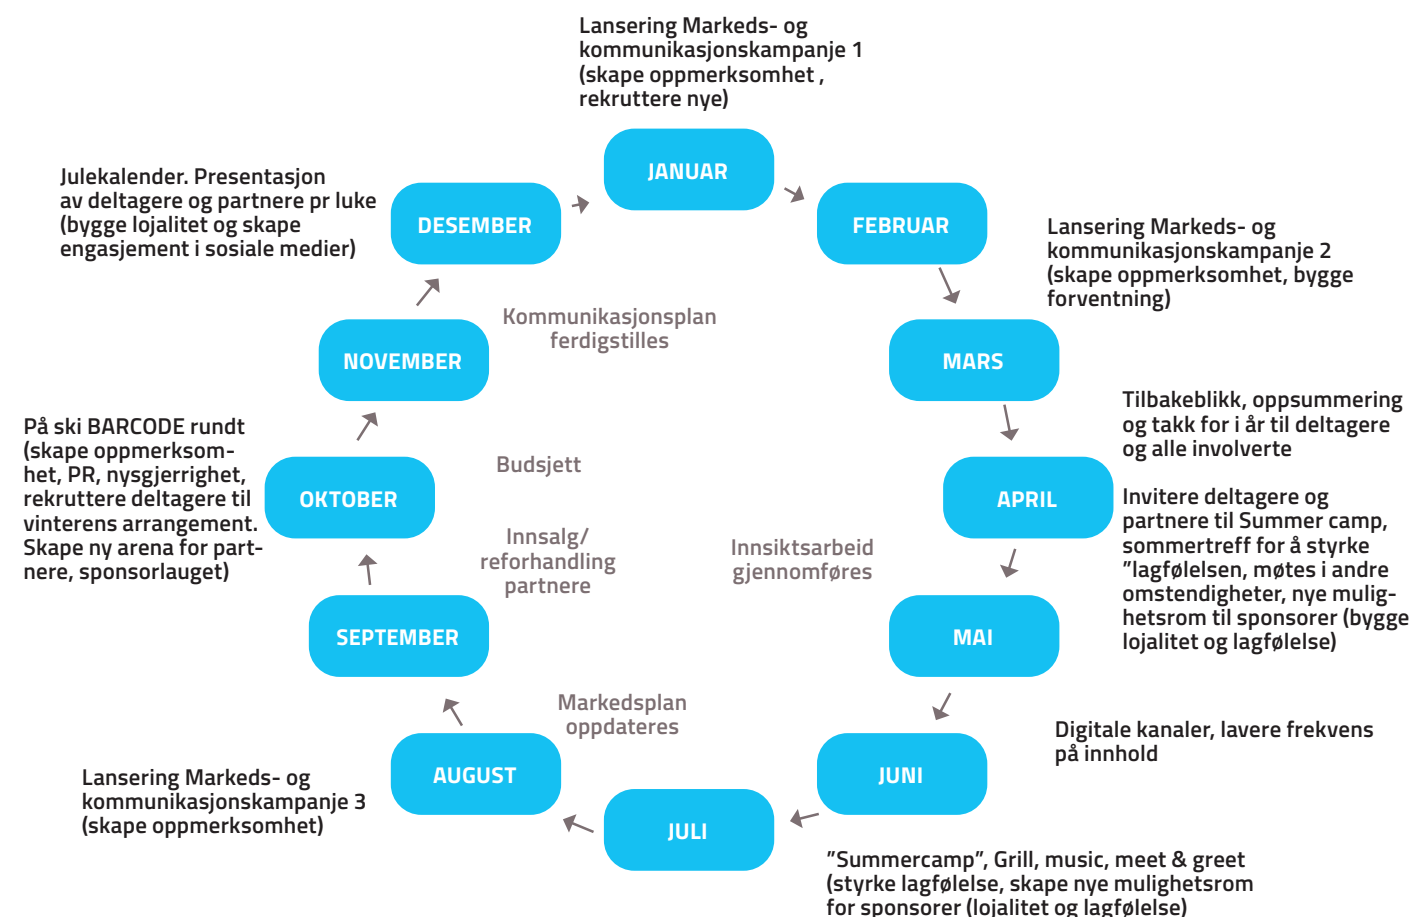 Lansering Markeds- og
kommunikasjonskampanje 1
(skape oppmerksomhet ,
rekruttere nye)
JANUAR
FEBRUAR
Lansering Markeds- og
kommunikasjonskampanje 2
(skape oppmerksomhet, bygge
forventning)
MARS
Tilbakeblikk, oppsummering
og takk for i år til deltagere
og alle involverte
APRIL
Invitere deltagere og
partnere til Summer camp,
sommertreff for å styrke
”lagfølelsen, møtes i andre
omstendigheter, nye mulig-
hetsrom til sponsorer (bygge
lojalitet og lagfølelse)
Innsiktsarbeid
gjennomføres
MAI
Digitale kanaler, lavere frekvens
på innhold
JUNI
”Summercamp”, Grill, music, meet & greet
(styrke lagfølelse, skape nye mulighetsrom
for sponsorer (lojalitet og lagfølelse)
JULI
Markedsplan
oppdateres
AUGUST
Lansering Markeds- og
kommunikasjonskampanje 3
(skape oppmerksomhet)
SEPTEMBER
Innsalg/
reforhandling
partnere
Budsjett
OKTOBER
På ski BARCODE rundt
(skape oppmerksom-
het, PR, nysgjerrighet,
rekruttere deltagere til
vinterens arrangement.
Skape ny arena for part-
nere, sponsorlauget)
NOVEMBER
Kommunikasjonsplan
ferdigstilles
DESEMBER
Julekalender. Presentasjon
av deltagere og partnere pr luke
(bygge lojalitet og skape
engasjement i sosiale medier)